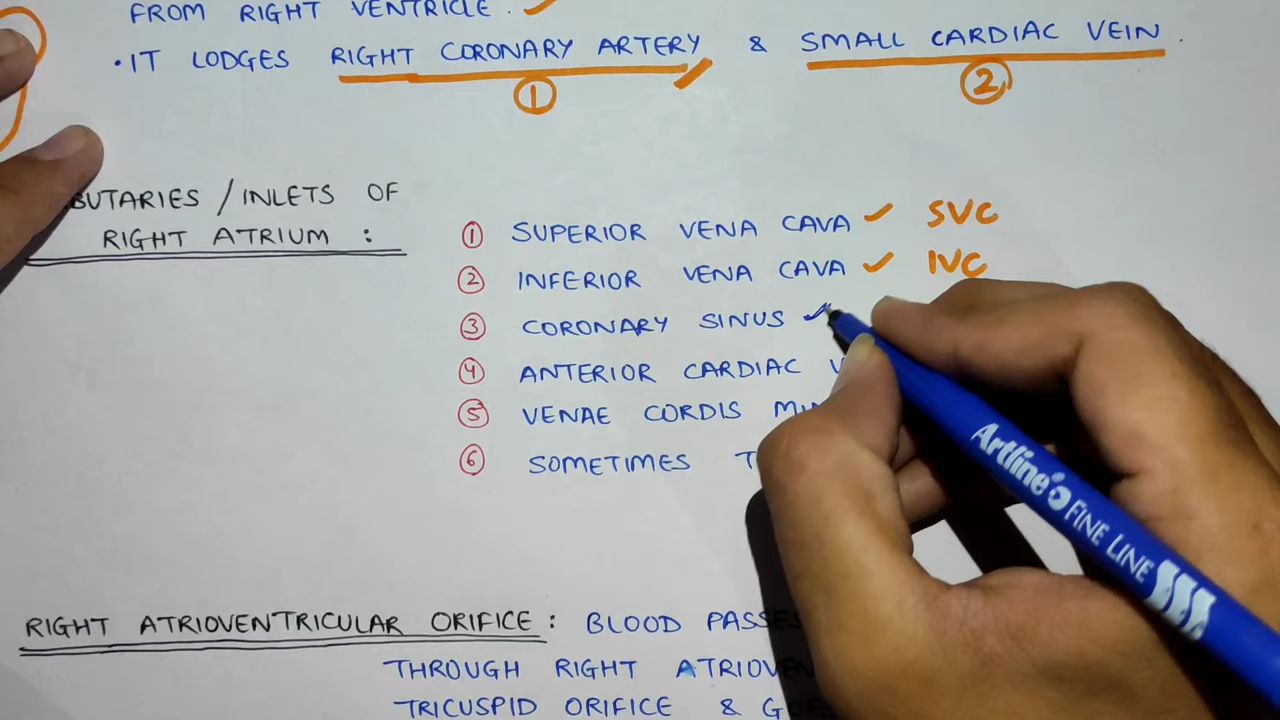 FROM RIGHT VENTRICLE.
• IT LODGES RIGHT CORONARY ARTERY & SMALL CARDIAC VEIN.
① ②
BUTARIES / INLETS OF
RIGHT ATRIUM :
① SUPERIOR VENA CAVA ✓ SVC
② INFERIOR VENA CAVA ✓ IVC
③ CORONARY SINUS
④ ANTERIOR CARDIAC
⑤ VENAE CORDIS
⑥ SOMETIMES
RIGHT ATRIOVENTRICULAR ORIFICE : BLOOD PASSES
THROUGH RIGHT
TRICUSPID ORIFICE &
Artline FINE LINE